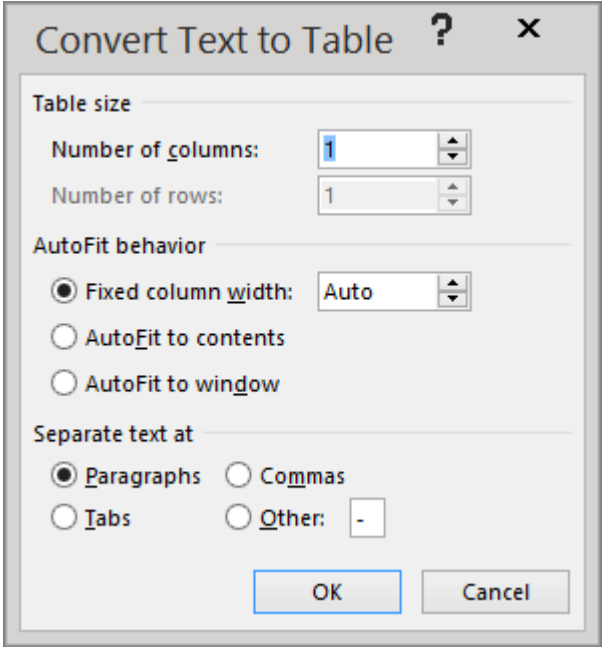 Convert Text to Table ? x
Table size
Number of columns: 1
Number of rows: 1
AutoFit behavior
Fixed column width: Auto
AutoFit to contents
AutoFit to window
Separate text at
Paragraphs Commas
Tabs Other: -
OK Cancel